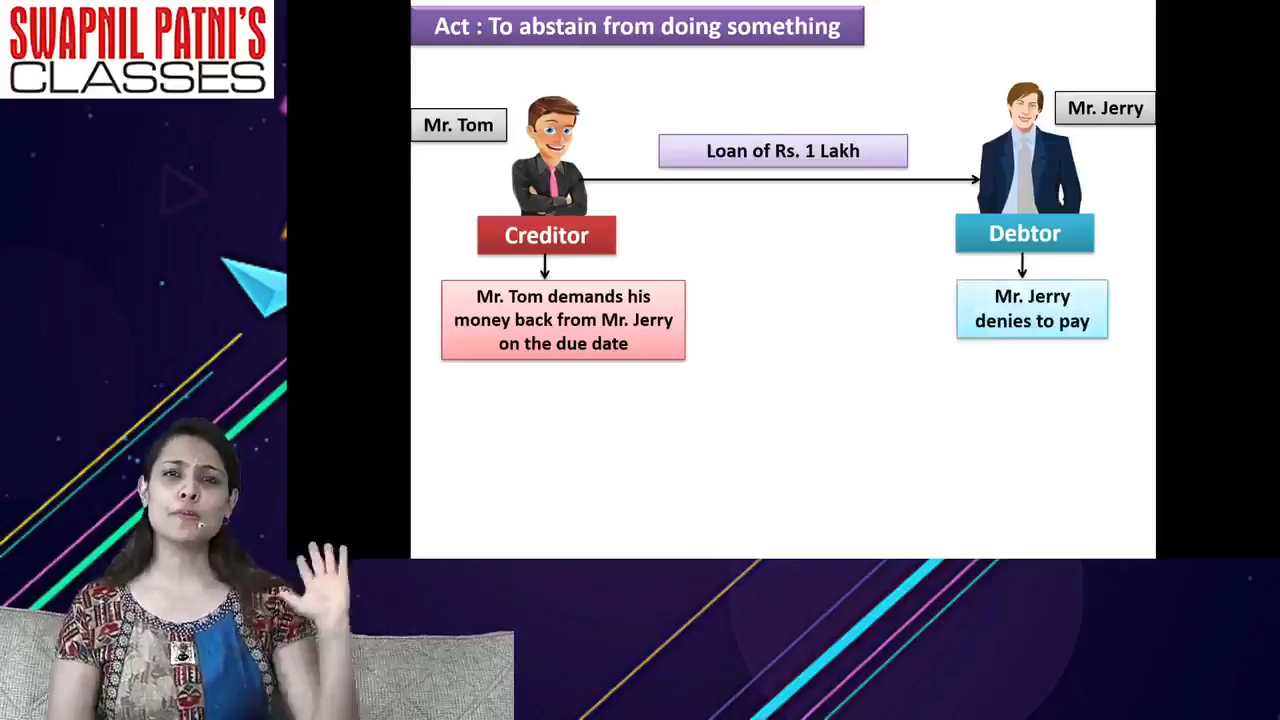 SWAPNIL PATNI'S
CLASSES
Act : To abstain from doing something
Mr. Tom
Mr. Jerry
Loan of Rs. 1 Lakh
Creditor
Debtor
Mr. Tom demands his
money back from Mr. Jerry
on the due date
Mr. Jerry
denies to pay